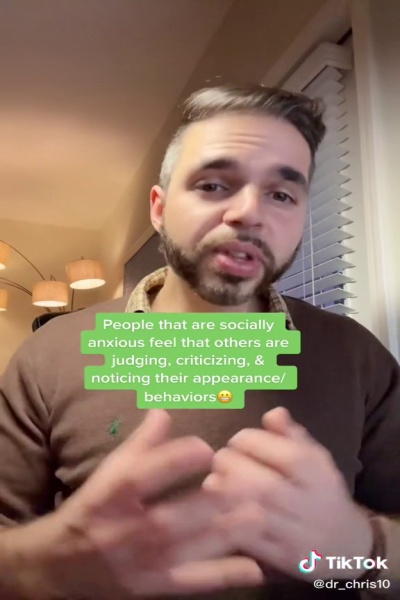 People that are socially
anxious feel that others are
judging, criticizing, &
noticing their appearance/
behaviors😬
TikTok
@dr_chris10